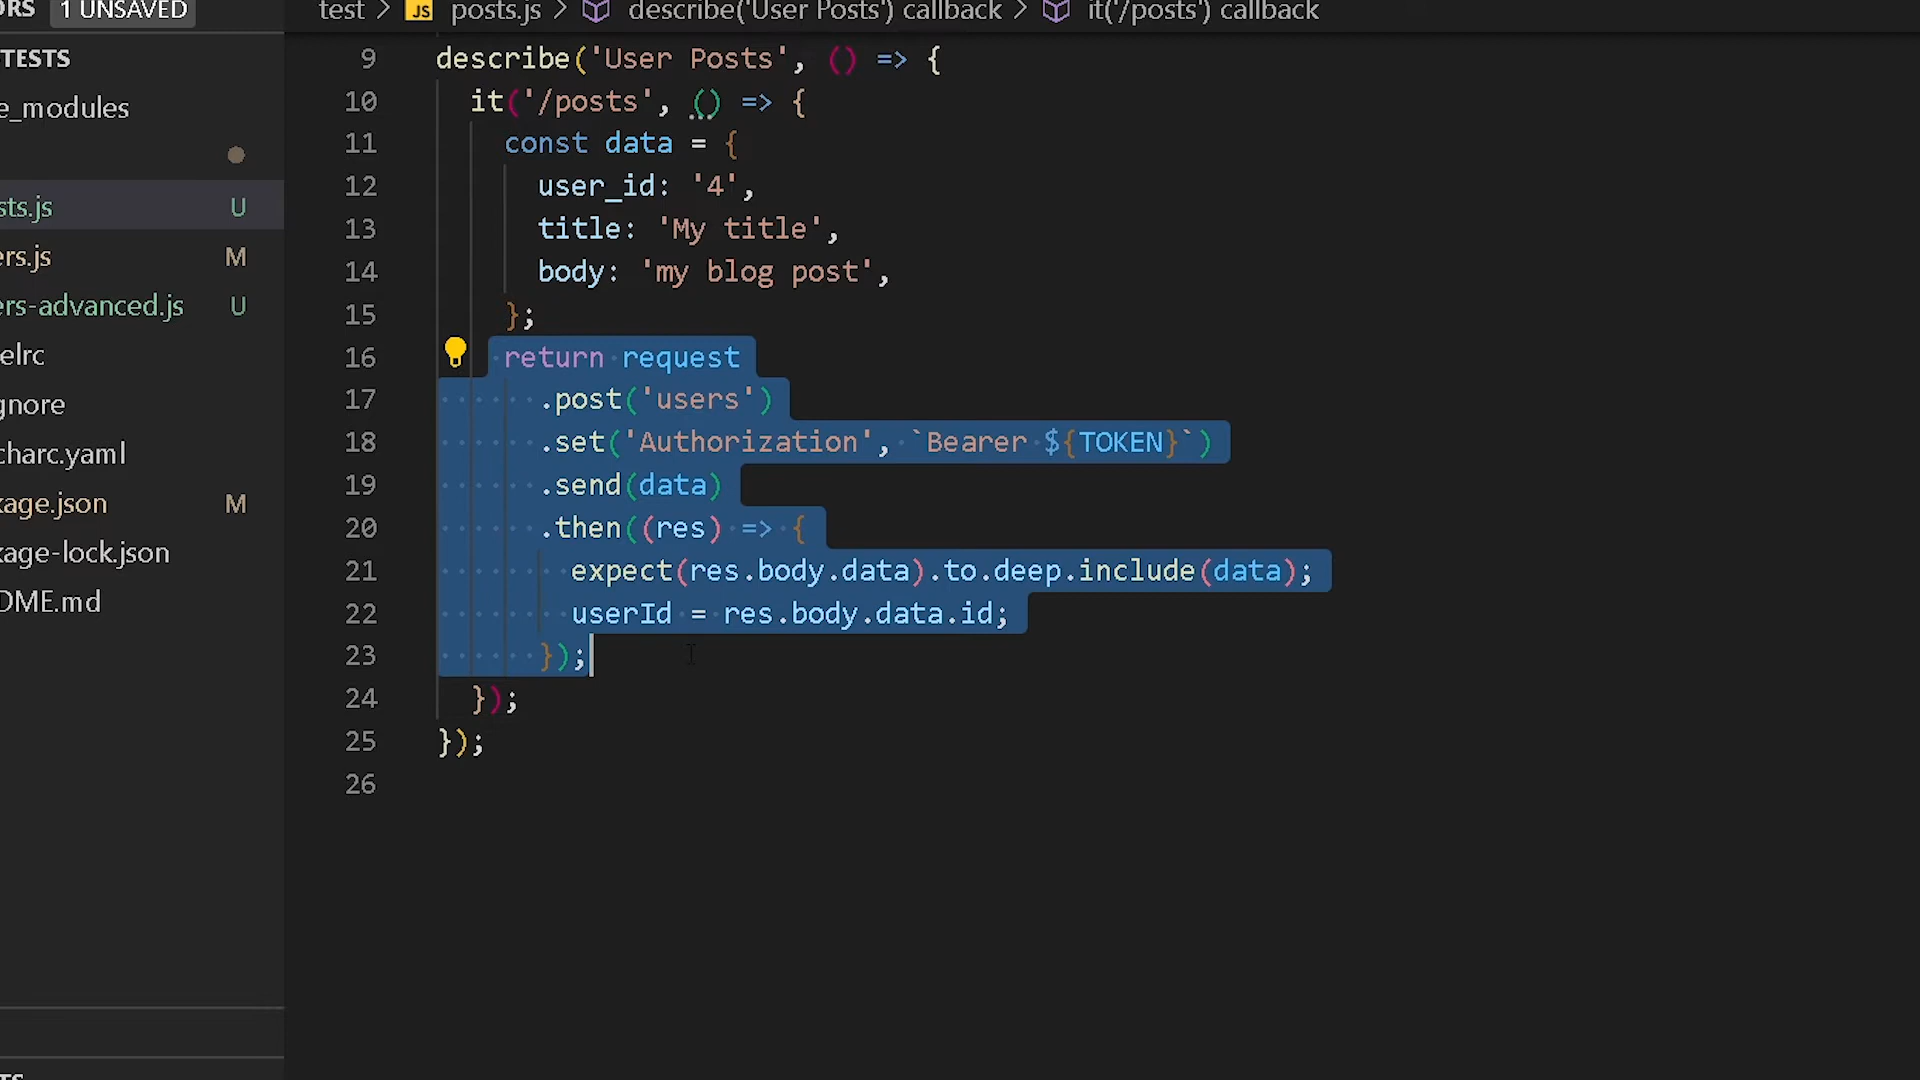 ORS 1 UNSAVED
TESTS
e_modules
sts.js U
ers.js M
ers-advanced.js U
elrc
gnore
charc.yaml
kage.json M
kage-lock.json
DME.md
test > JS posts.js > describe('User Posts') callback > it('/posts') callback
9 describe('User Posts', () => {
10 it('/posts', () => {
11 const data = {
12 user_id: '4',
13 title: 'My title',
14 body: 'my blog post',
15 };
16 return request
17 .post('users')
18 .set('Authorization', `Bearer ${TOKEN}`)
19 .send(data)
20 .then((res) => {
21 expect(res.body.data).to.deep.include(data);
22 userId = res.body.data.id;
23 });
24 });
25 });
26